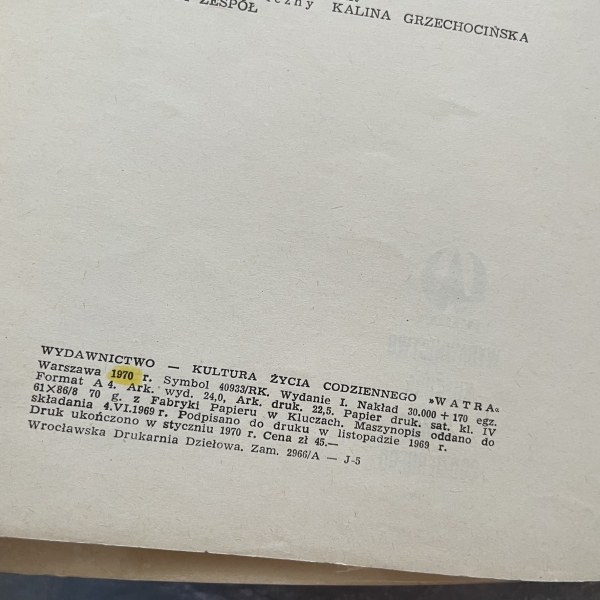 KALINA GRZECHOCIŃSKA
ZESPÓŁ
WYDAWNICTWO — KULTURA ŻYCIA CODZIENNEGO »WATRA«
Warszawa 1970 r. Symbol 40933/RK. Wydanie I. Nakład 30.000 + 170 egz.
Format A 4. Ark. wyd. 24,0, Ark. druk. 22,5. Papier druk. sat. kl. IV
61×86/8 70 g. z Fabryki Papieru w Kluczach. Maszynopis oddano do
składania 4.VI.1969 r. Podpisano do druku w listopadzie 1969 r.
Druk ukończono w styczniu 1970 r. Cena zł 45.—
Wrocławska Drukarnia Dziełowa. Zam. 2966/A — J-5